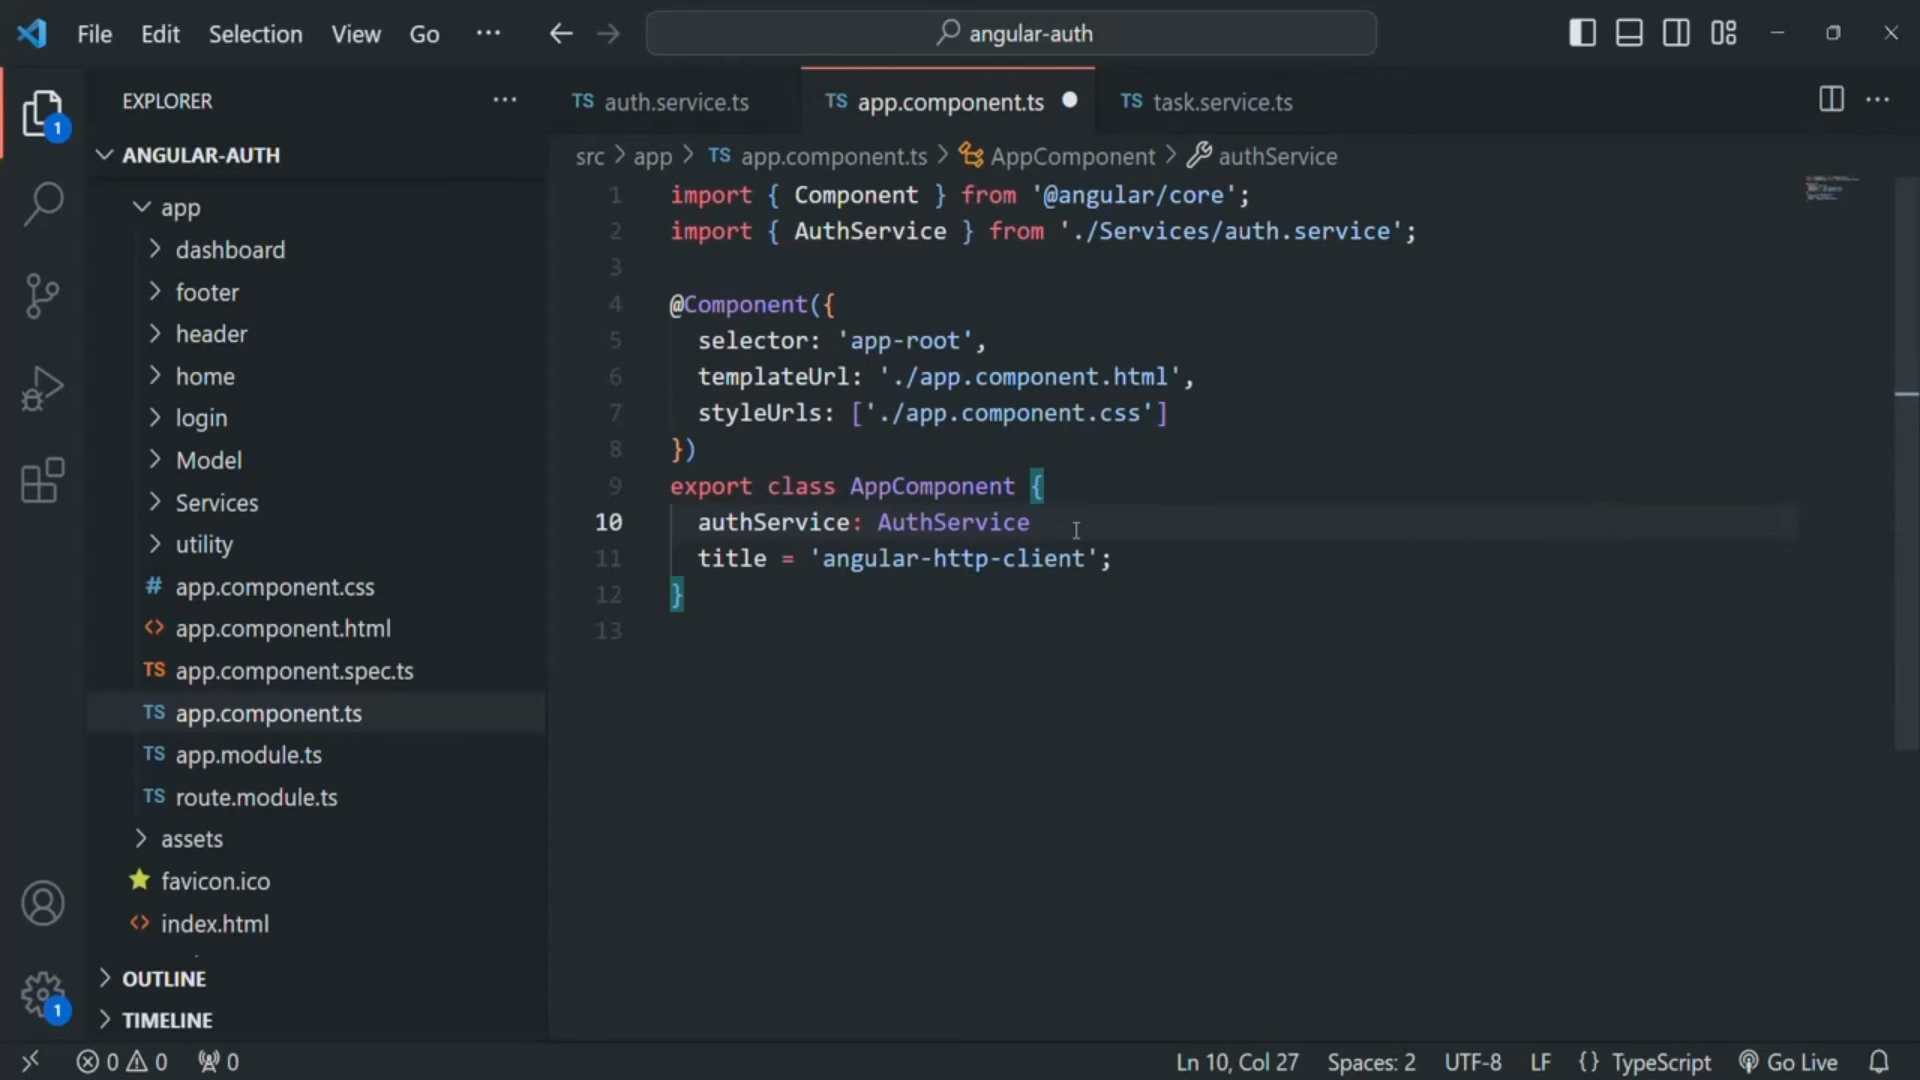 File Edit Selection View Go ··· angular-auth
EXPLORER ···
1
ANGULAR-AUTH
app
dashboard
footer
header
home
login
Model
Services
utility
# app.component.css
<> app.component.html
TS app.component.spec.ts
TS app.component.ts
TS app.module.ts
TS route.module.ts
assets
favicon.ico
<> index.html
OUTLINE
TIMELINE
1
TS auth.service.ts TS app.component.ts TS task.service.ts ···
src > app > TS app.component.ts > AppComponent > authService
1 import { Component } from '@angular/core';
2 import { AuthService } from './Services/auth.service';
3
4 @Component({
5 selector: 'app-root',
6 templateUrl: './app.component.html',
7 styleUrls: ['./app.component.css']
8 })
9 export class AppComponent {
10 authService: AuthService
11 title = 'angular-http-client';
12 }
13
0 0 0 Ln 10, Col 27 Spaces: 2 UTF-8 LF {} TypeScript Go Live